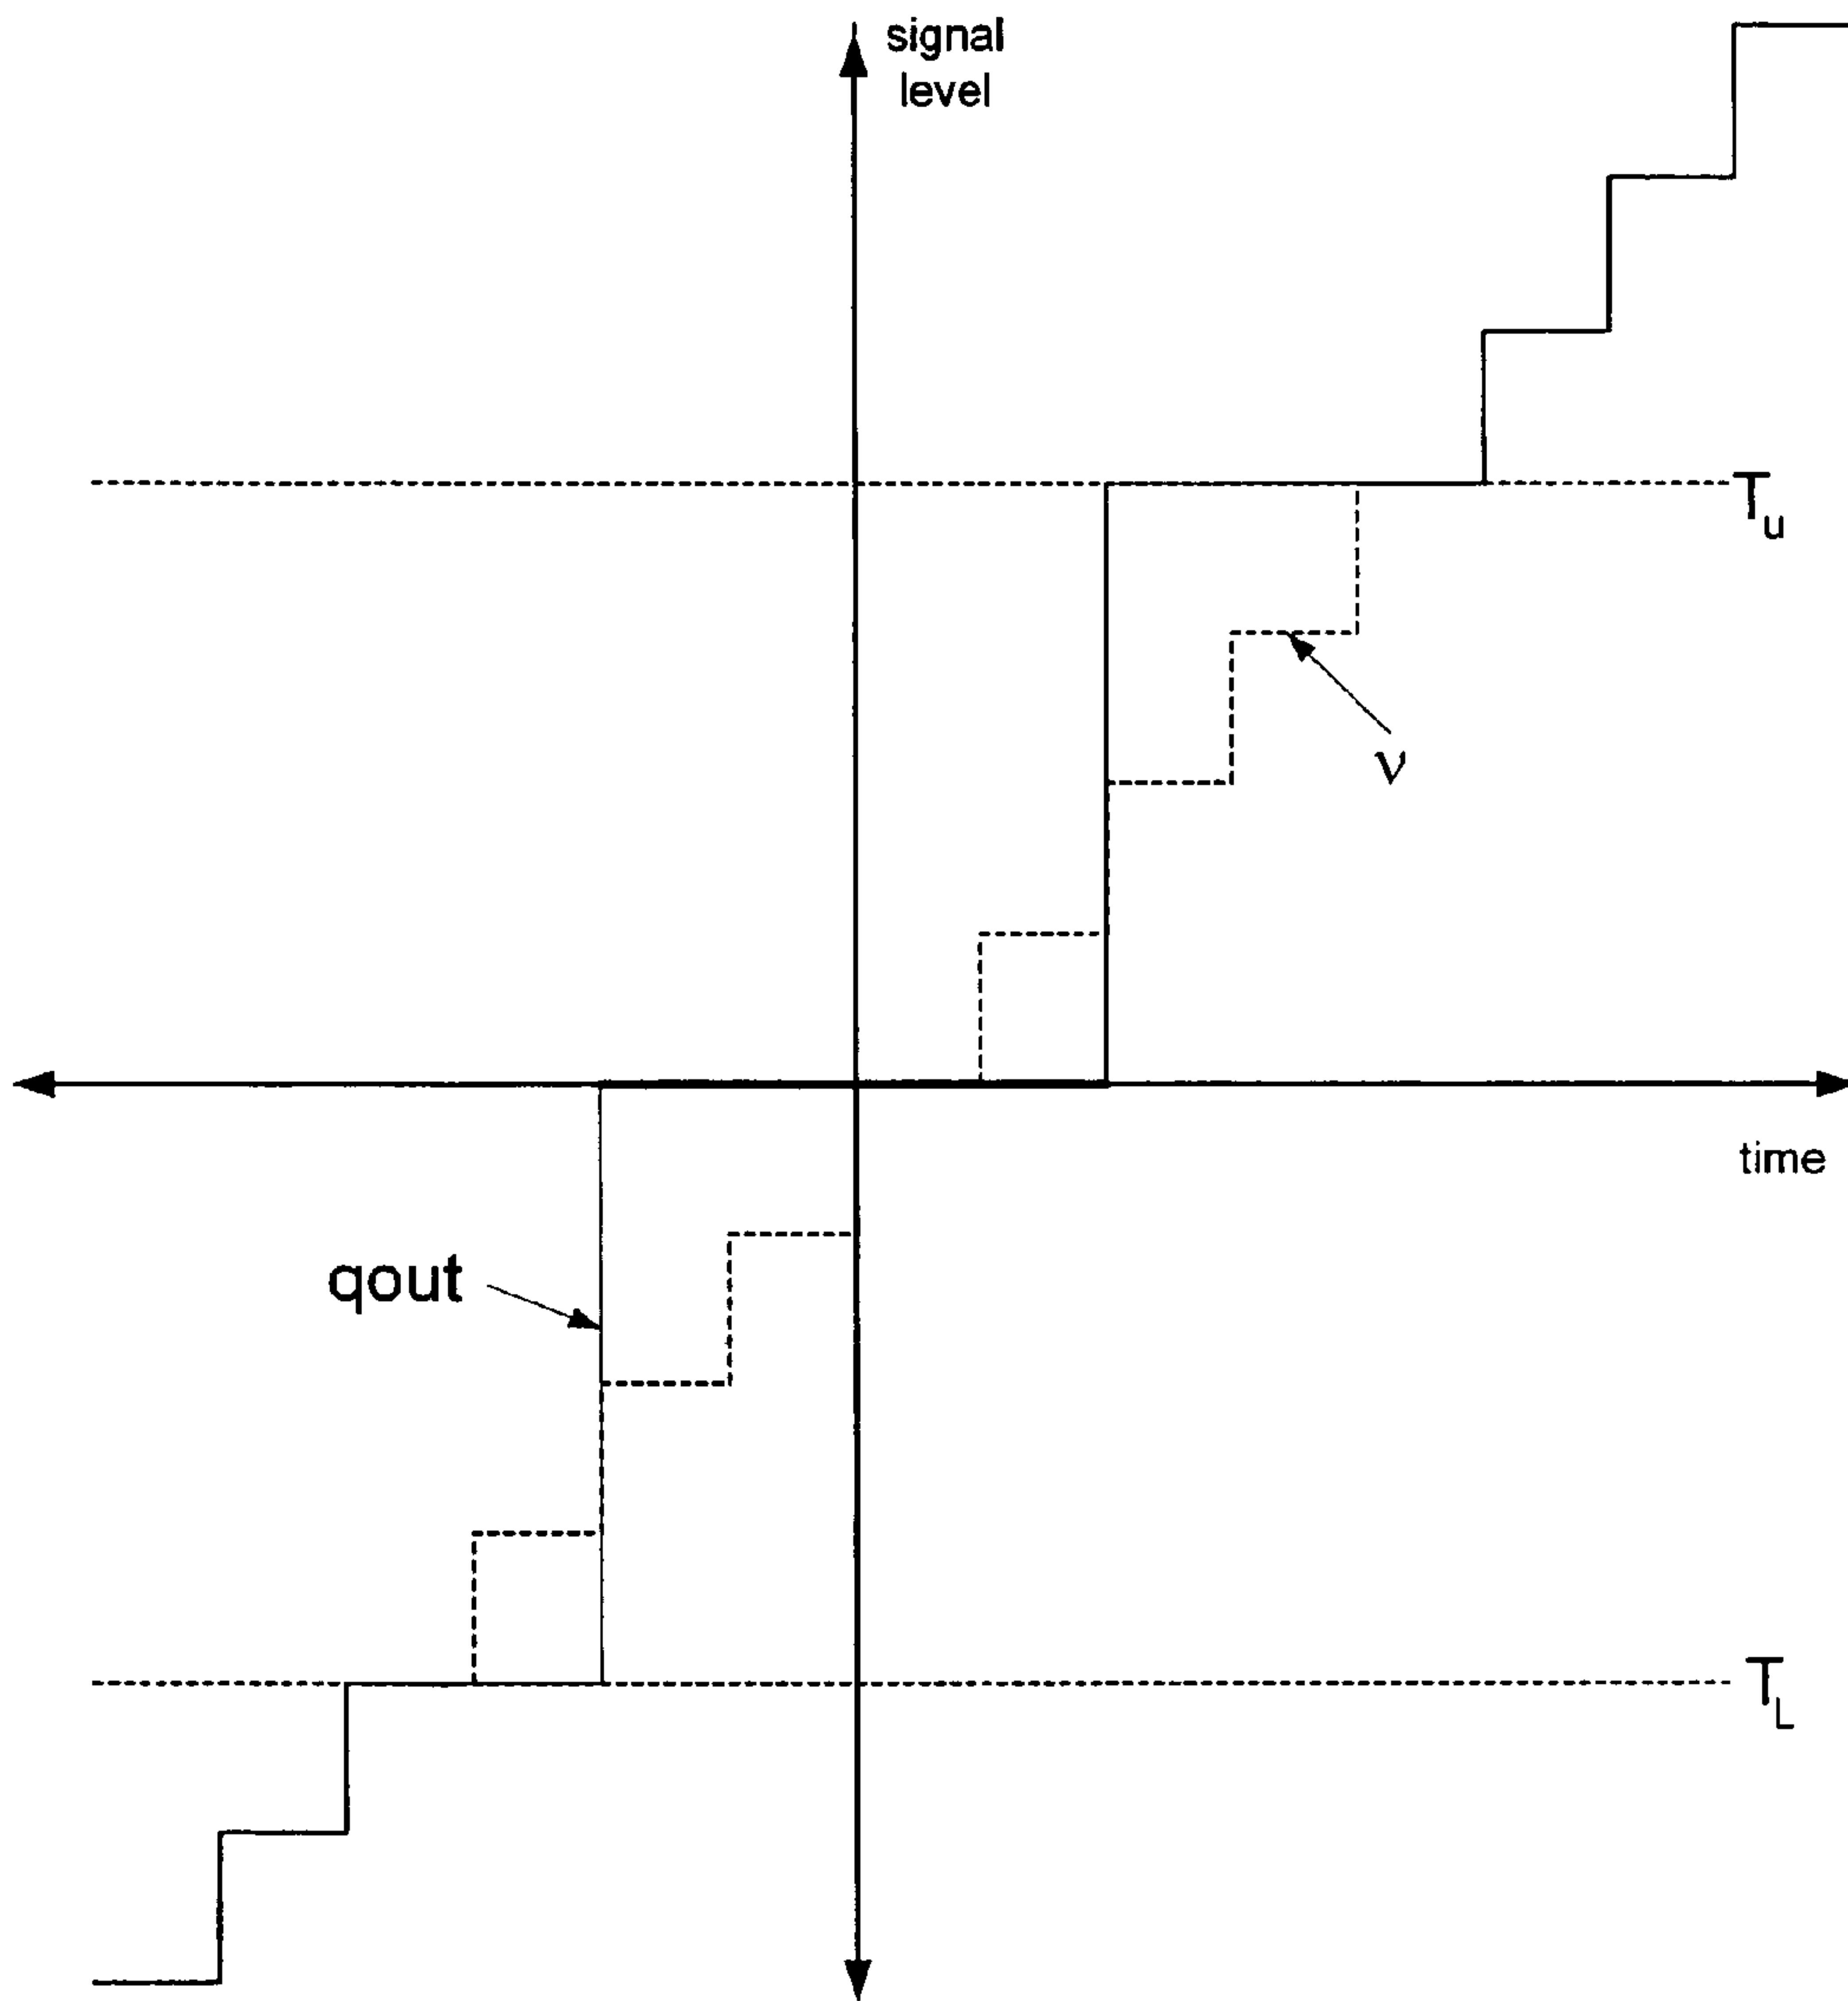 signal
level
T_u
ν
time
qout
T_L